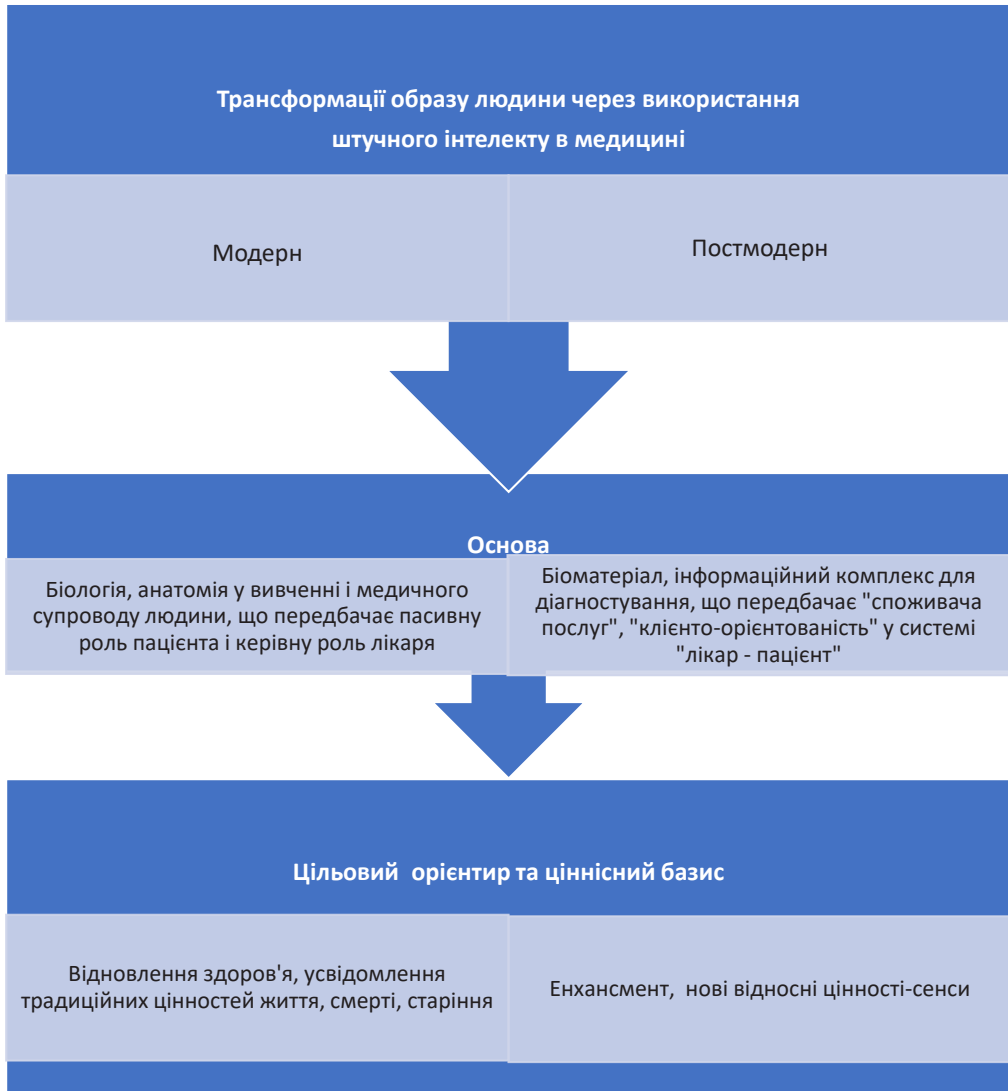 Трансформації образу людини через використання
штучного інтелекту в медицині
Модерн
Постмодерн
Основа
Біологія, анатомія у вивченні і медичного
супроводу людини, що передбачає пасивну
роль пацієнта і керівну роль лікаря
Біоматеріал, інформаційний комплекс для
діагностування, що передбачає "споживача
послуг", "клієнто-орієнтованість" у системі
"лікар - пацієнт"
Цільовий орієнтир та ціннісний базис
Відновлення здоров'я, усвідомлення
традиційних цінностей життя, смерті, старіння
Енхансмент, нові відносні цінності-сенси